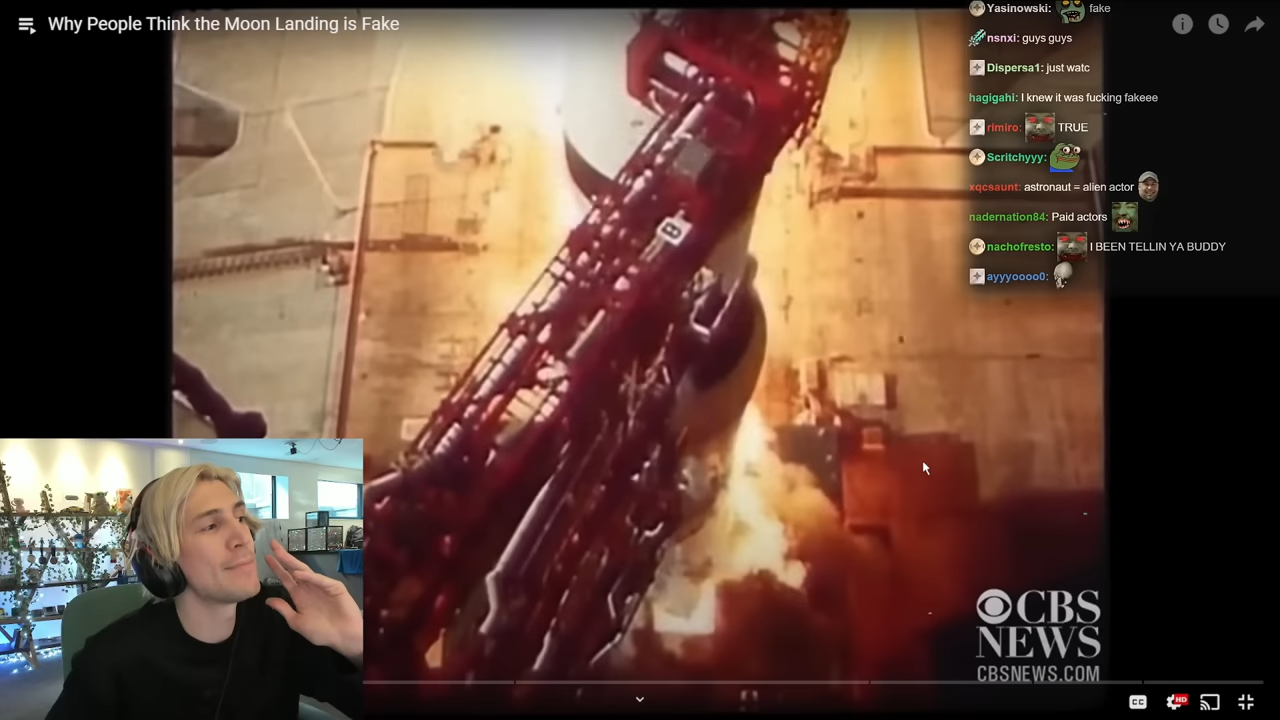 Why People Think the Moon Landing is Fake
Yasinowski: fake
nsnxi: guys guys
Dispersa1: just watc
hagigahi: I knew it was fucking fakeee
rimiro: TRUE
Scritchyyy:
xqcsaunt: astronaut = alien actor
nadernation84: Paid actors
nachofresto: I BEEN TELLIN YA BUDDY
ayyyoooo0:
CBS
NEWS
CBSNEWS.COM
CC
HD